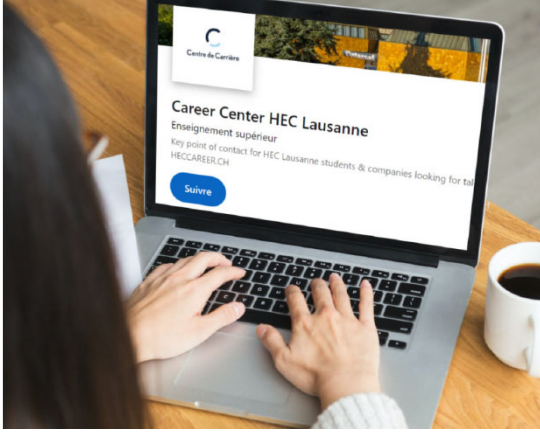 Centre de Carrière
Internef
Career Center HEC Lausanne
Enseignement supérieur
Key point of contact for HEC Lausanne students & companies looking for tal
HECCAREER.CH
Suivre